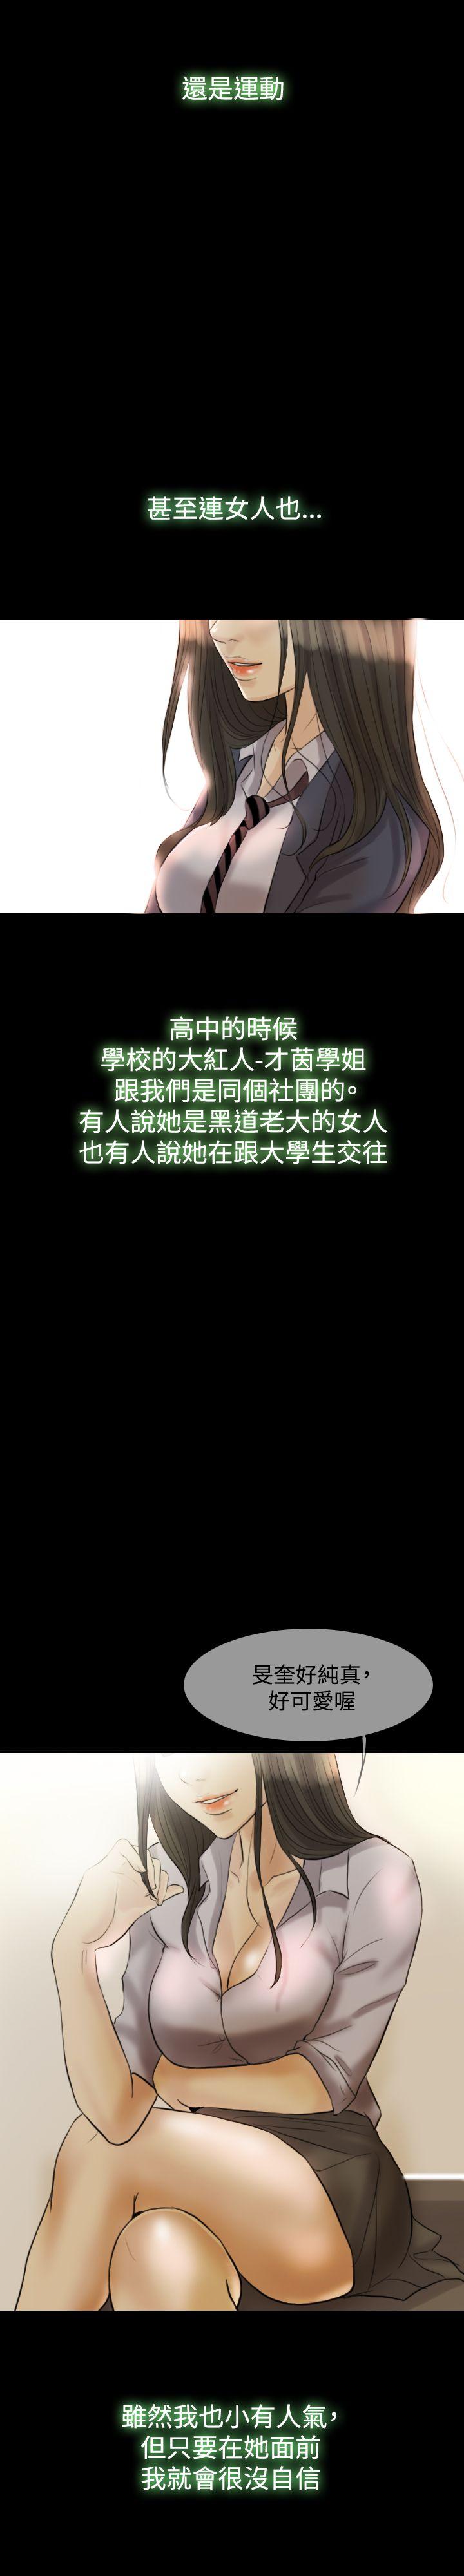 還是運動
甚至連女人也...
高中的時候
學校的大紅人-才茵學姐
跟我們是同個社團的。
有人說她是黑道老大的女人
也有人說她在跟大學生交往
旻奎好純真，
好可愛喔
雖然我也小有人氣，
但只要在她面前
我就會很沒自信